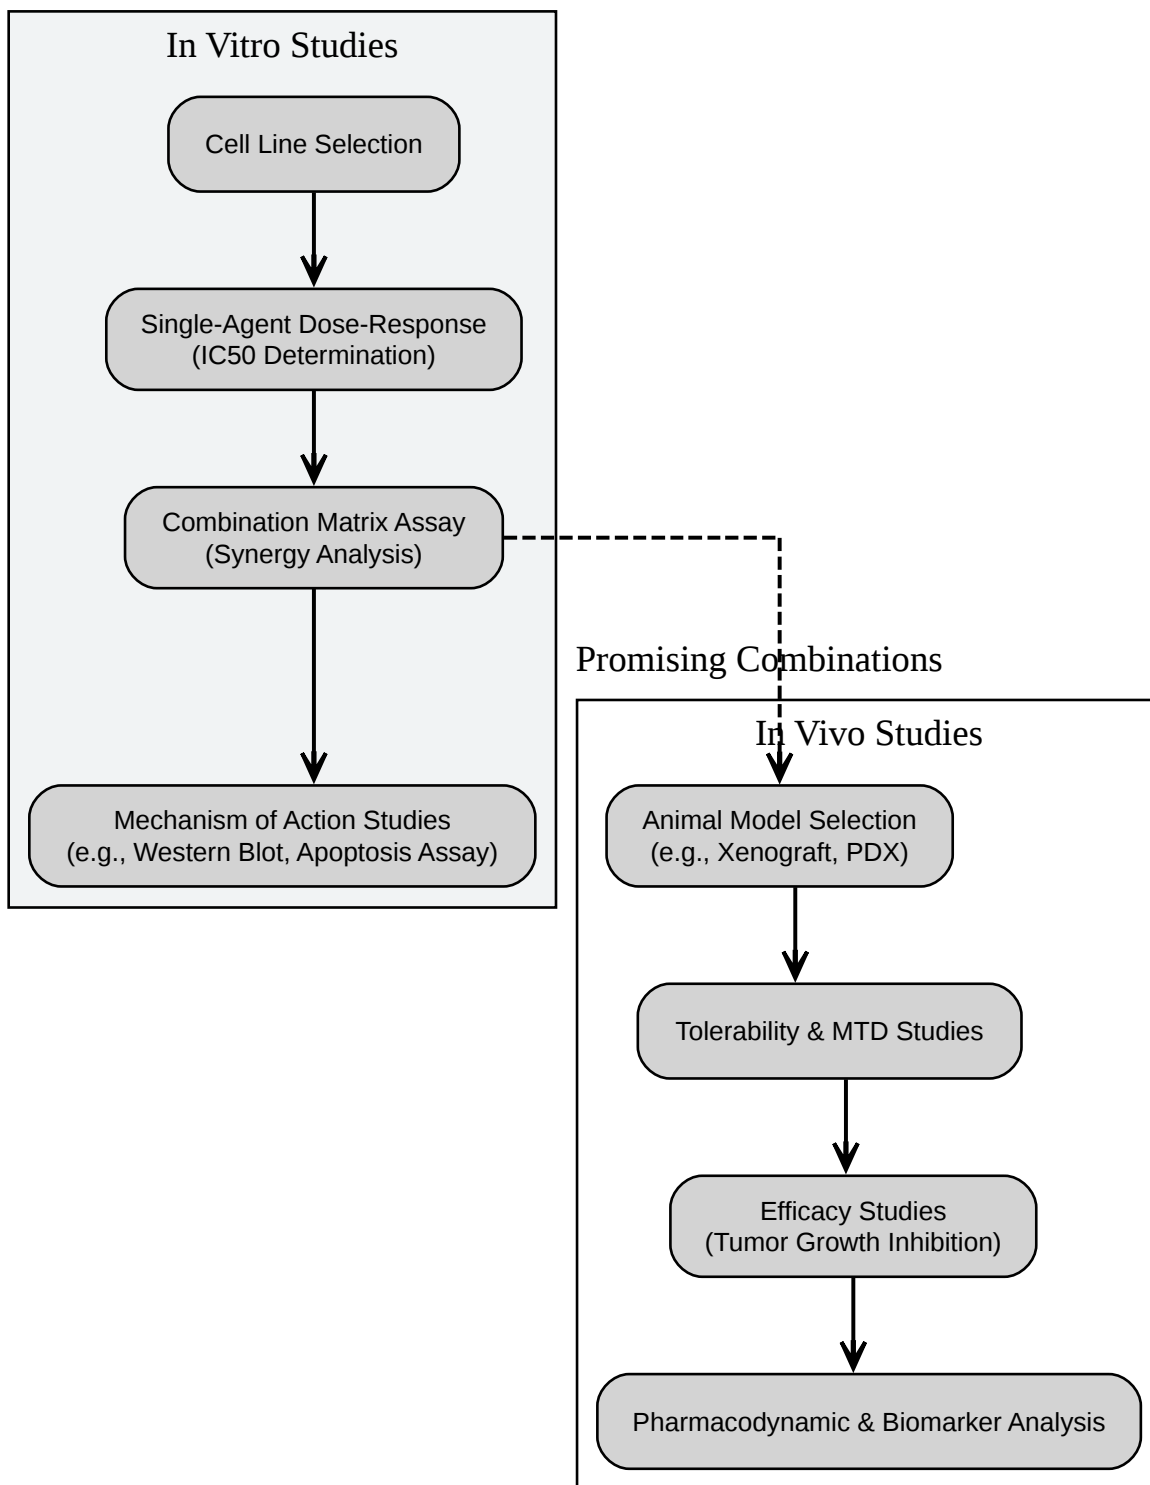 In Vitro Studies
Cell Line Selection
Single-Agent Dose-Response
(IC50 Determination)
Combination Matrix Assay
(Synergy Analysis)
Mechanism of Action Studies
(e.g., Western Blot, Apoptosis Assay)
Promising Combinations
In Vivo Studies
Animal Model Selection
(e.g., Xenograft, PDX)
Tolerability & MTD Studies
Efficacy Studies
(Tumor Growth Inhibition)
Pharmacodynamic & Biomarker Analysis